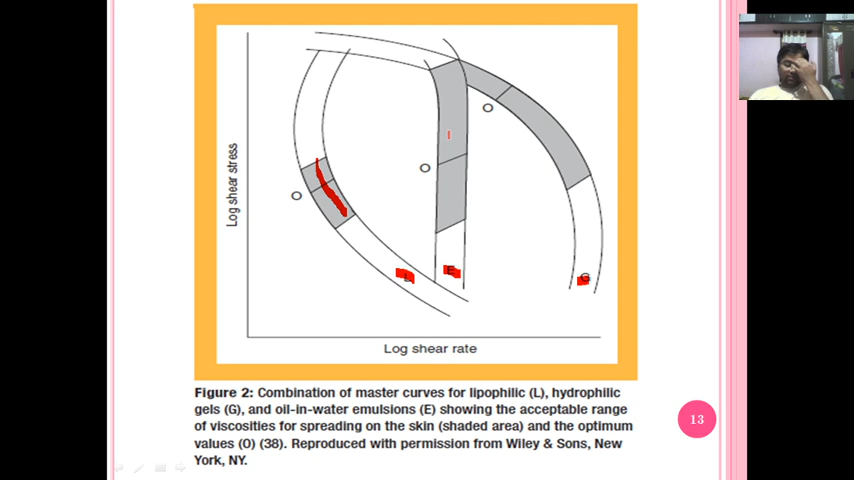 O
O
O
Log shear stress
L
E
G
Log shear rate
Figure 2: Combination of master curves for lipophilic (L), hydrophilic
gels (G), and oil-in-water emulsions (E) showing the acceptable range
of viscosities for spreading on the skin (shaded area) and the optimum
values (O) (38). Reproduced with permission from Wiley & Sons, New
York, NY.
13